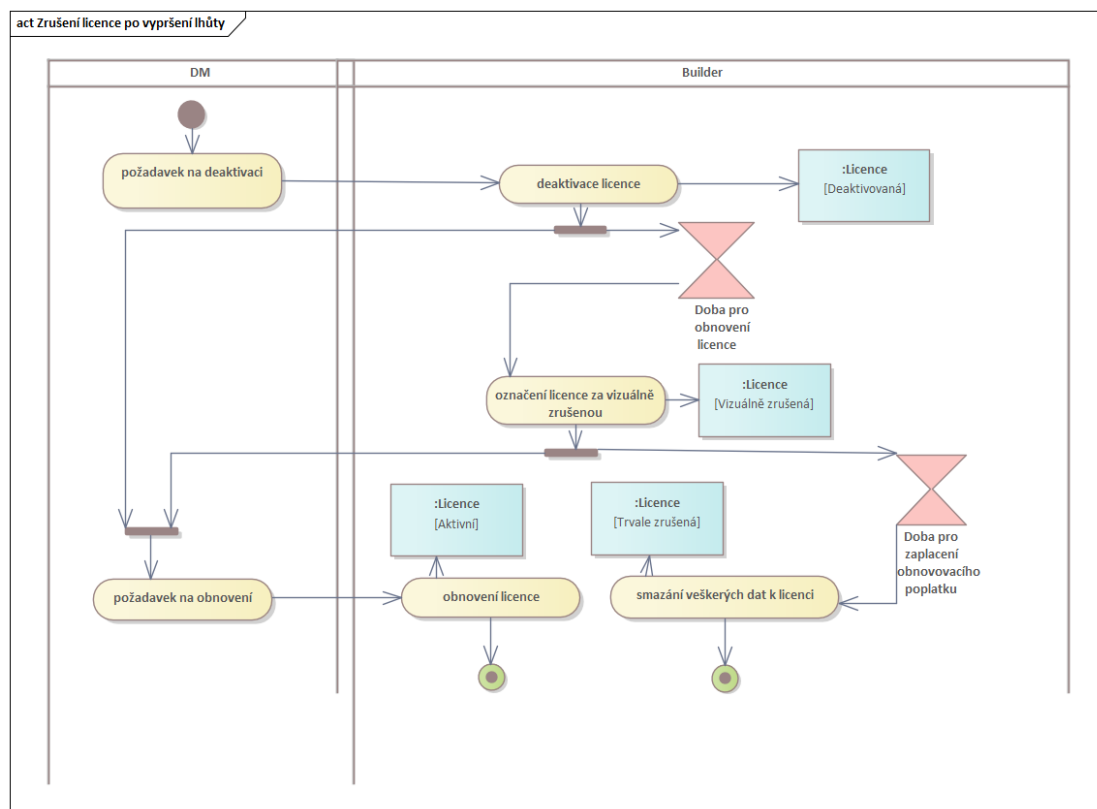 act Zrušení licence po vypršení lhůty
DM
Builder
požadavek na deaktivaci
deaktivace licence
:Licence
[Deaktivovaná]
Doba pro
obnovení
licence
označení licence za vizuálně
zrušenou
:Licence
[Vizuálně zrušená]
:Licence
[Aktivní]
:Licence
[Trvale zrušená]
Doba pro
zaplacení
obnovovacího
poplatku
požadavek na obnovení
obnovení licence
smazání veškerých dat k licenci